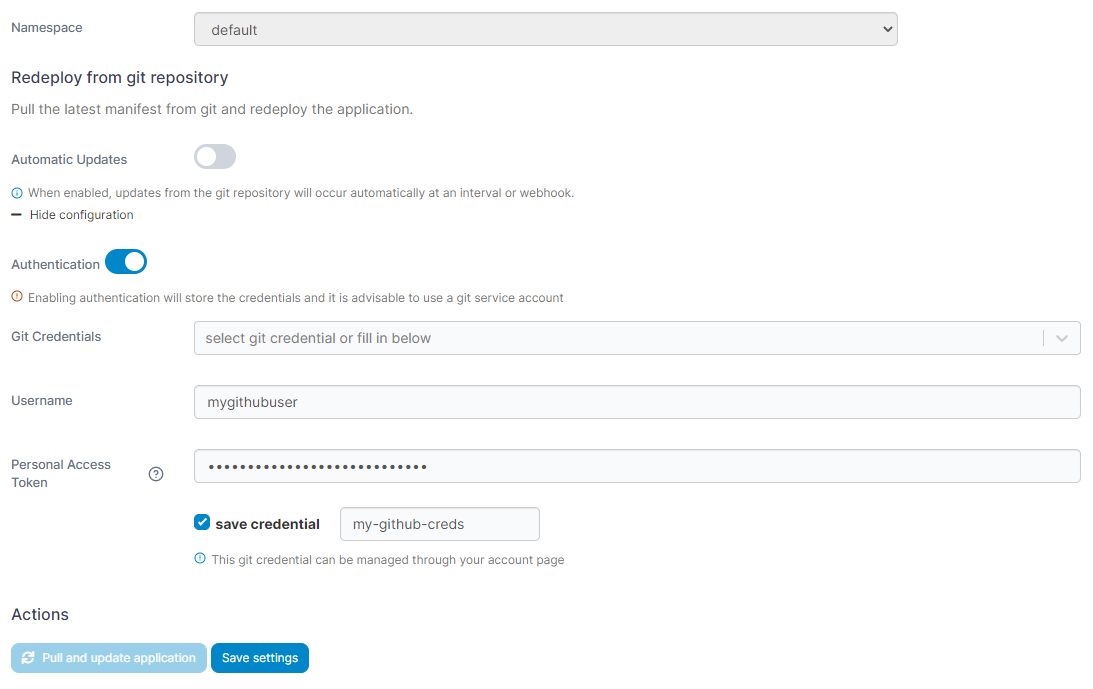 Namespace
default
Redeploy from git repository
Pull the latest manifest from git and redeploy the application.
Automatic Updates
When enabled, updates from the git repository will occur automatically at an interval or webhook.
Hide configuration
Authentication
Enabling authentication will store the credentials and it is advisable to use a git service account
Git Credentials
select git credential or fill in below
Username
mygithubuser
Personal Access
Token
••••••••••••••••••••••••••••
save credential
my-github-creds
This git credential can be managed through your account page
Actions
Pull and update application
Save settings